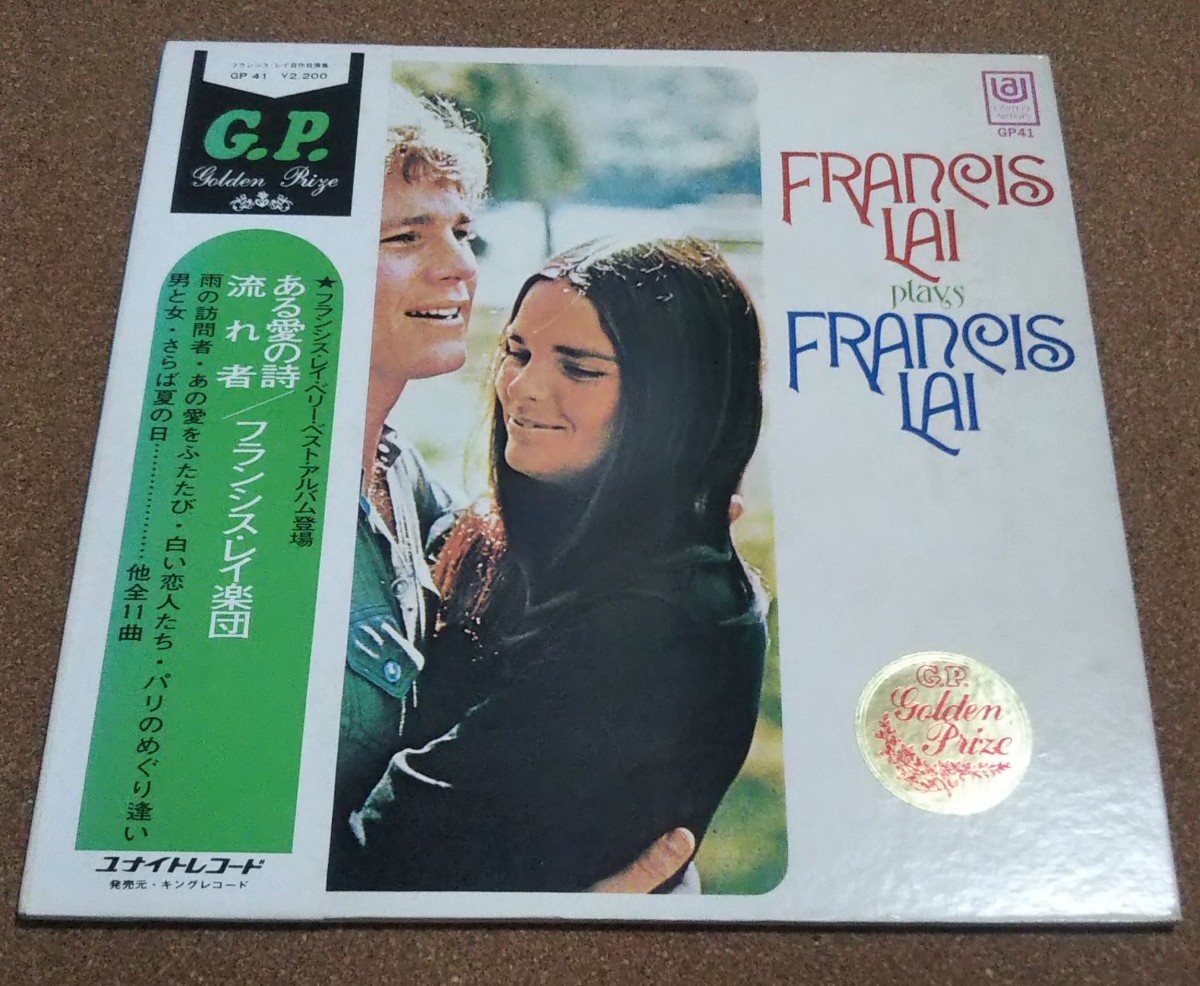 フランシス・レイ自作自演集
GP 41 ¥2,200
G.P.
Golden Prize
★フランシス・レイ・ベリー・ベスト・アルバム登場
ある愛の詩／
流れ者／フランシス・レイ楽団
雨の訪問者・あの愛をふたたび・白い恋人たち・パリのめぐり逢い
男と女・さらば夏の日………………他全11曲
ユナイトレコード
発売元・キングレコード
UA
UNITED
ARTISTS
GP41
FRANCIS
LAI
plays
FRANCIS
LAI
G.P.
Golden
Prize